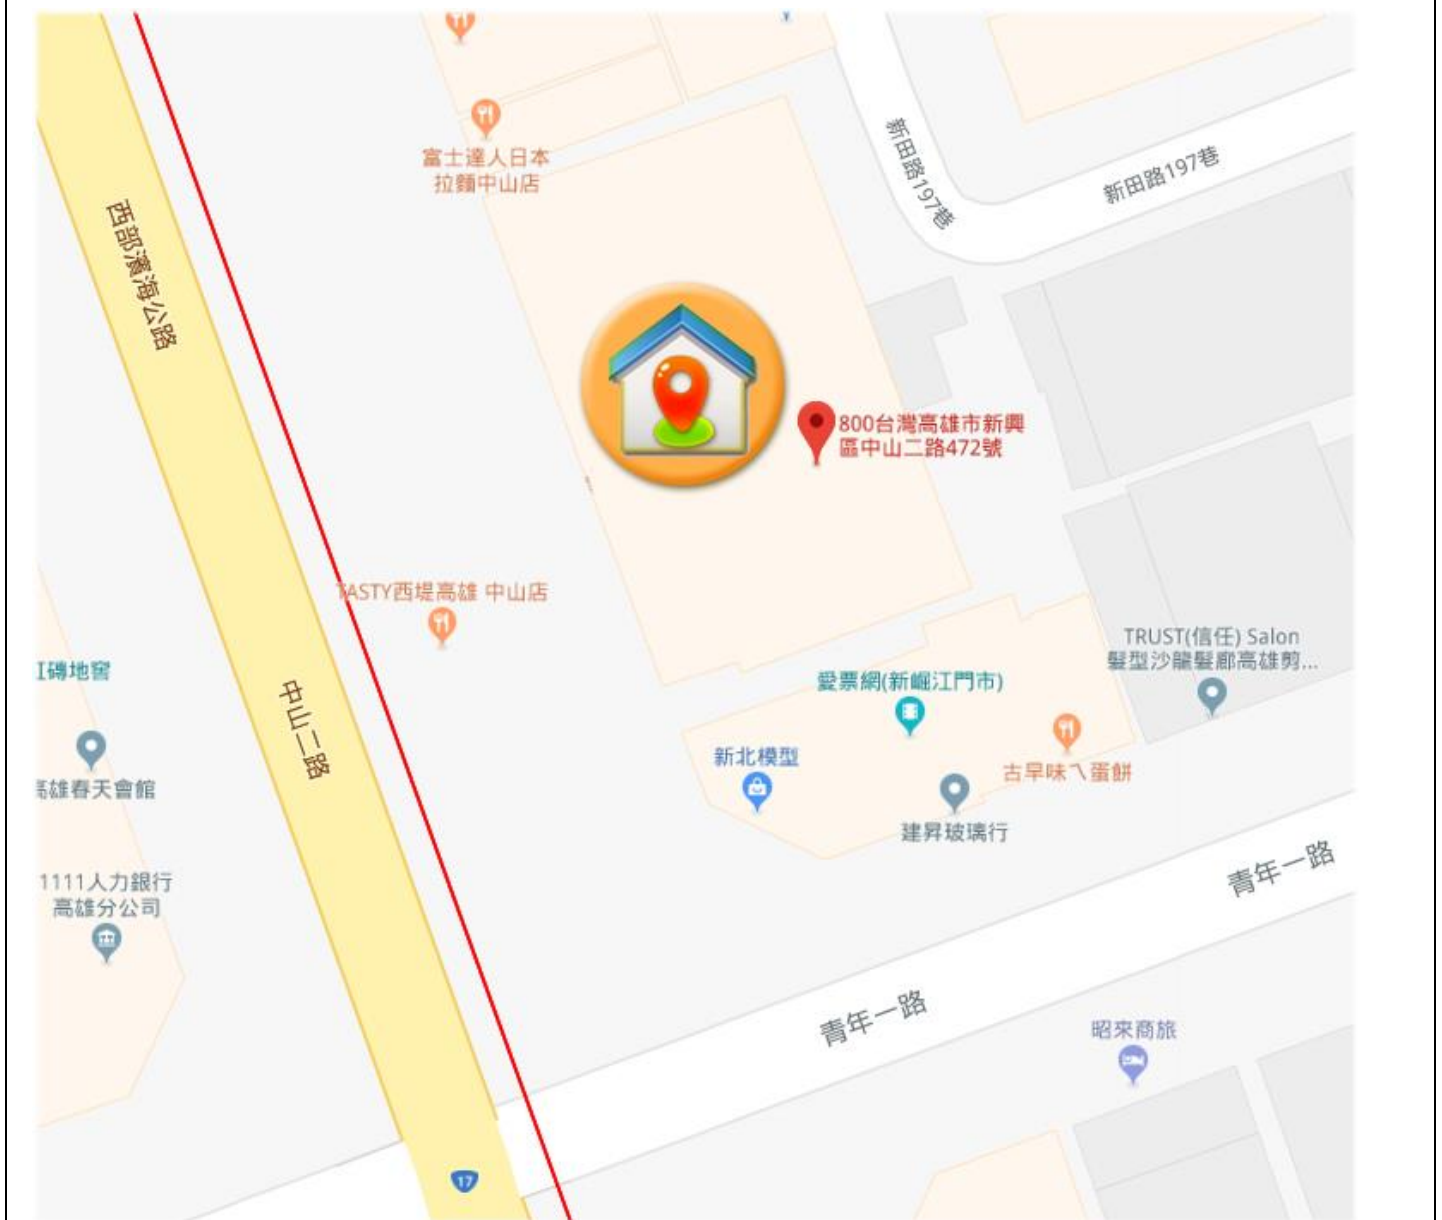 富士達人日本
拉麵中山店
新田路197巷
新田路197巷
西部濱海公路
800台灣高雄市新興
區中山二路472號
TASTY西堤高雄 中山店
TRUST(信任) Salon
髮型沙龍髮廊高雄剪...
紅磚地窖
愛票網(新崛江門市)
中山二路
新北模型
高雄春天會館
古早味ㄟ蛋餅
建昇玻璃行
青年一路
1111人力銀行
高雄分公司
青年一路
昭來商旅
17